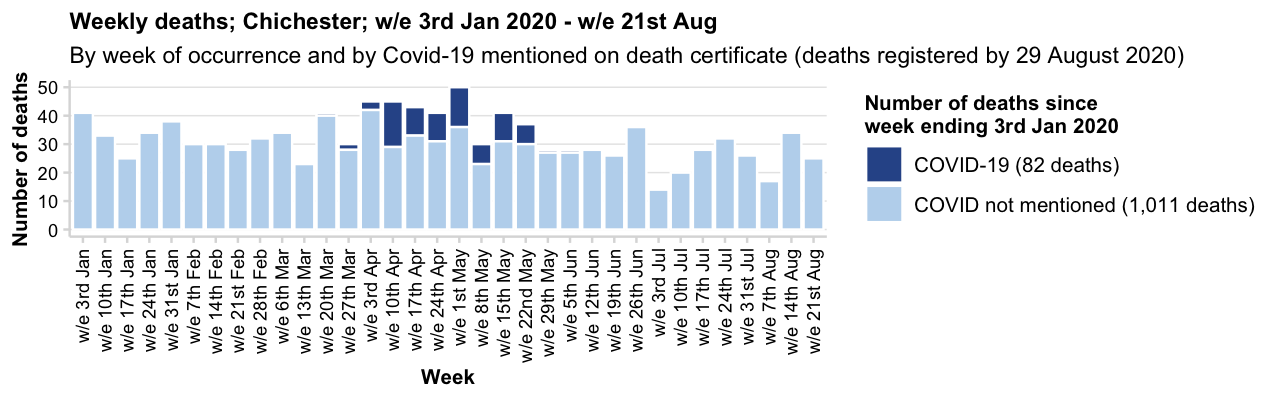 Weekly deaths; Chichester; w/e 3rd Jan 2020 - w/e 21st Aug
By week of occurrence and by Covid-19 mentioned on death certificate (deaths registered by 29 August 2020)
Number of deaths
50
40
30
20
10
0
w/e 3rd Jan
w/e 10th Jan
w/e 17th Jan
w/e 24th Jan
w/e 31st Jan
w/e 7th Feb
w/e 14th Feb
w/e 21st Feb
w/e 28th Feb
w/e 6th Mar
w/e 13th Mar
w/e 20th Mar
w/e 27th Mar
w/e 3rd Apr
w/e 10th Apr
w/e 17th Apr
w/e 24th Apr
w/e 1st May
w/e 8th May
w/e 15th May
w/e 22nd May
w/e 29th May
w/e 5th Jun
w/e 12th Jun
w/e 19th Jun
w/e 26th Jun
w/e 3rd Jul
w/e 10th Jul
w/e 17th Jul
w/e 24th Jul
w/e 31st Jul
w/e 7th Aug
w/e 14th Aug
w/e 21st Aug
Week
Number of deaths since
week ending 3rd Jan 2020
COVID-19 (82 deaths)
COVID not mentioned (1,011 deaths)